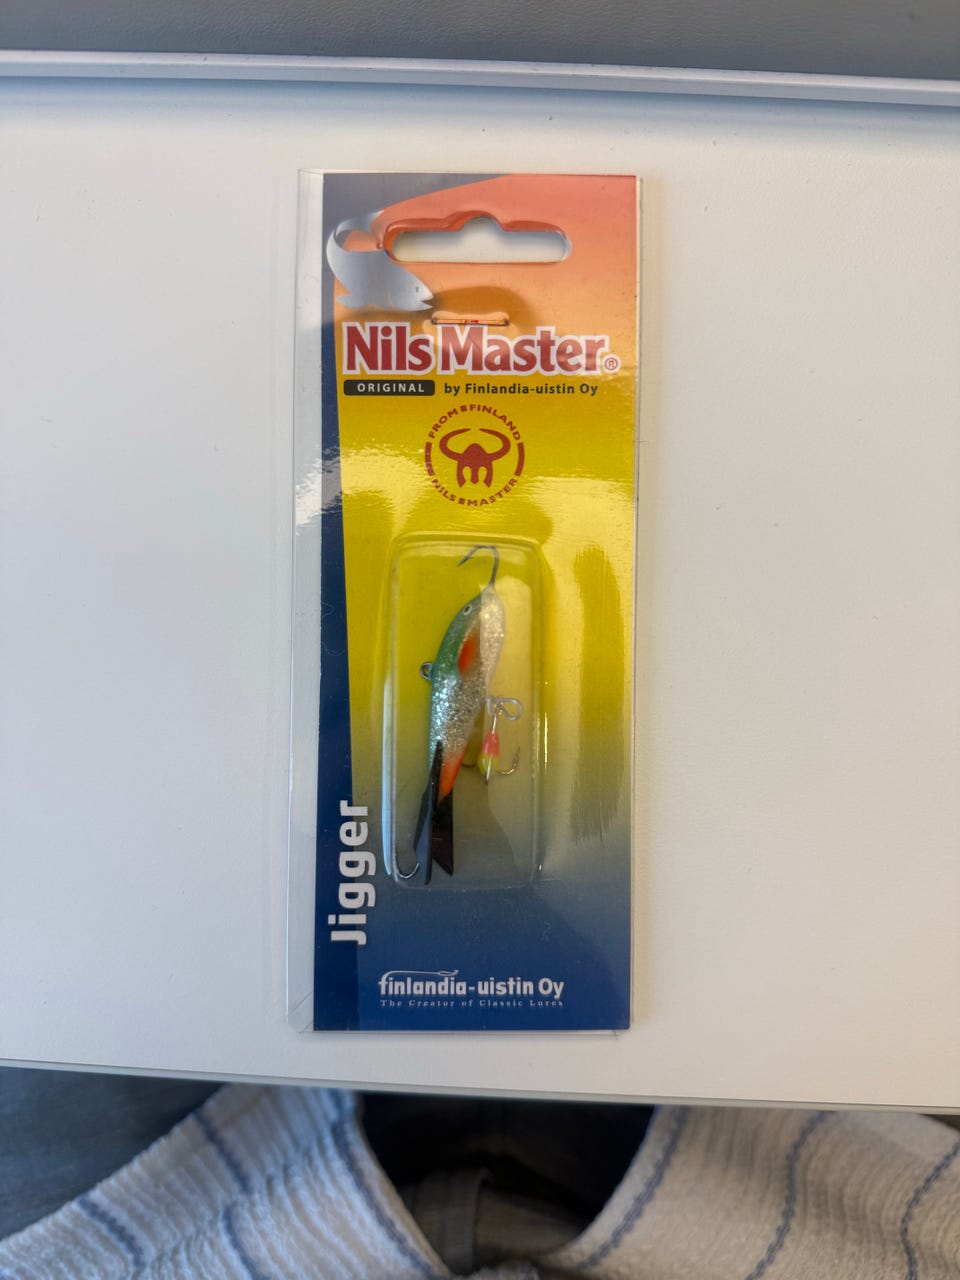 Nils Master®
ORIGINAL by Finlandia-uistin Oy
FROM FINLAND
NILS MASTER
Jigger
finlandia-uistin Oy
The Creator of Classic Lures